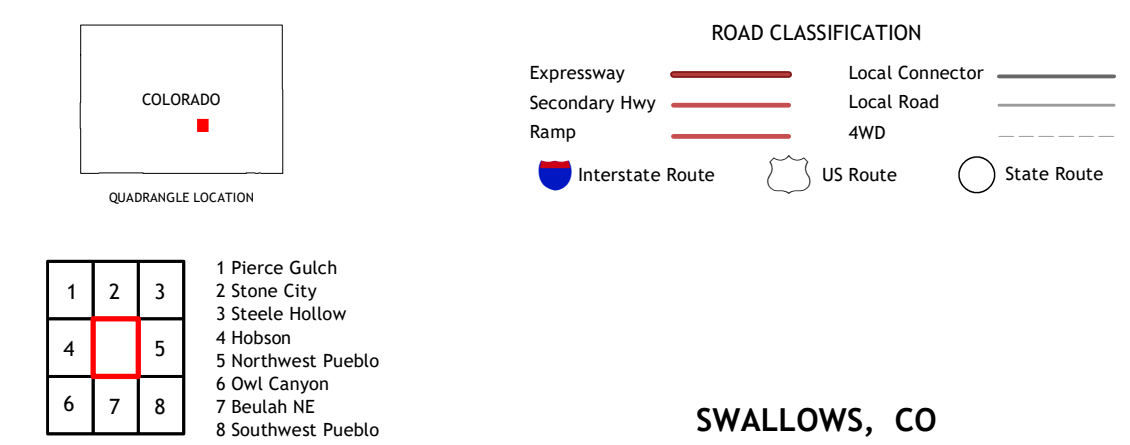 COLORADO
QUADRANGLE LOCATION
ROAD CLASSIFICATION
Expressway
Secondary Hwy
Ramp
Local Connector
Local Road
4WD
Interstate Route
US Route
State Route
1 2 3
4 5
6 7 8
1 Pierce Gulch
2 Stone City
3 Steele Hollow
4 Hobson
5 Northwest Pueblo
6 Owl Canyon
7 Beulah NE
8 Southwest Pueblo
SWALLOWS, CO